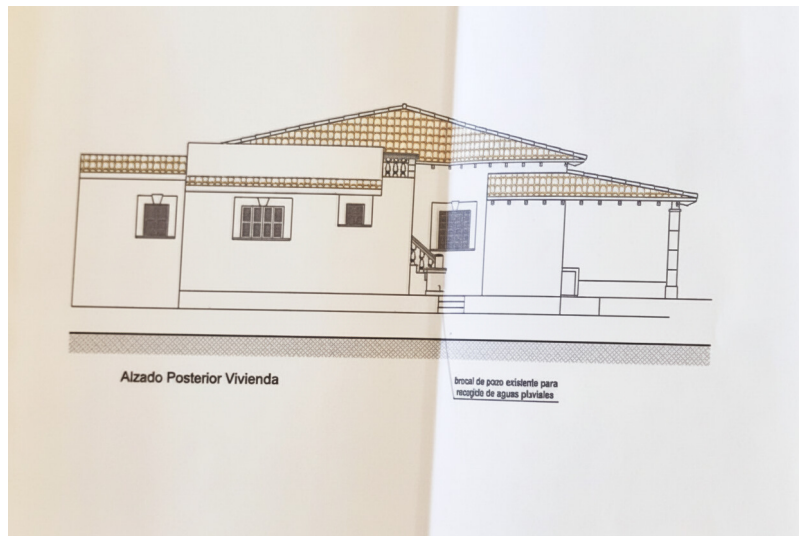 Alzado Posterior Vivienda
brocal de pozo existente para
recogida de aguas pluviales